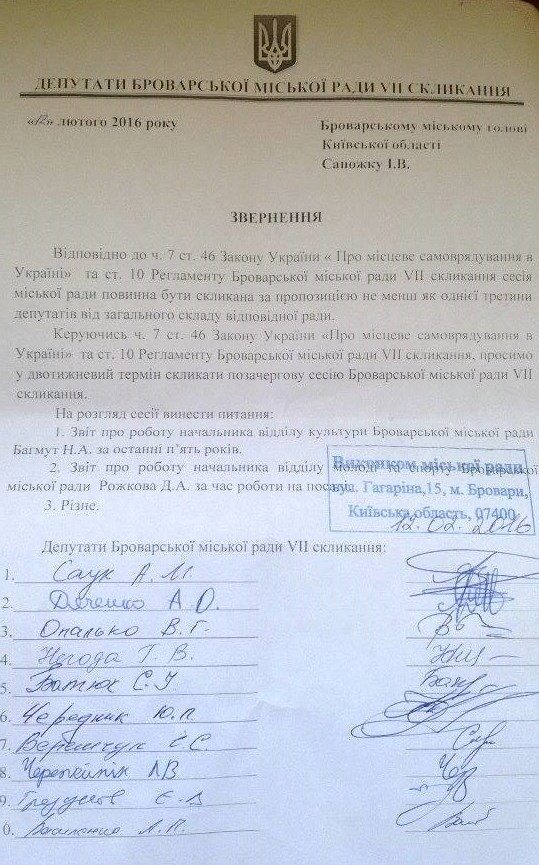 ДЕПУТАТИ БРОВАРСЬКОЇ МІСЬКОЇ РАДИ VII СКЛИКАННЯ
«12» лютого 2016 року
Броварському міському голові
Київської області
Сапожку І.В.
ЗВЕРНЕННЯ
Відповідно до ч. 7 ст. 46 Закону України « Про місцеве самоврядування в
Україні» та ст. 10 Регламенту Броварської міської ради VII скликання сесія
міської ради повинна бути скликана за пропозицією не менш як однієї третини
депутатів від загального складу відповідної ради.
Керуючись ч. 7 ст. 46 Закону України «Про місцеве самоврядування в
Україні» та ст. 10 Регламенту Броварської міської ради VII скликання, просимо
у двотижневий термін скликати позачергову сесію Броварської міської ради VII
скликання.
На розгляд сесії винести питання:
1. Звіт про роботу начальника відділу культури Броварської міської ради
Багмут Н.А. за останні п'ять років.
2. Звіт про роботу начальника відділу молоді та спорту Броварської
міської ради Рожкова Д.А. за час роботи на посаді.
3. Різне.
Виконком міської ради
вул. Гагаріна,15, м. Бровари,
Київська область, 07400
12.02.2016
Депутати Броварської міської ради VII скликання:
1. Саук А. М.
2. А. О.
3. Опалько В. Г.
4. Негода Т. В.
5. Батюк С. У
6. Чередник Ю.П.
7. Є. С.
8. Черепейнік Л В
9. Є. В
0. Василенко Л. П.